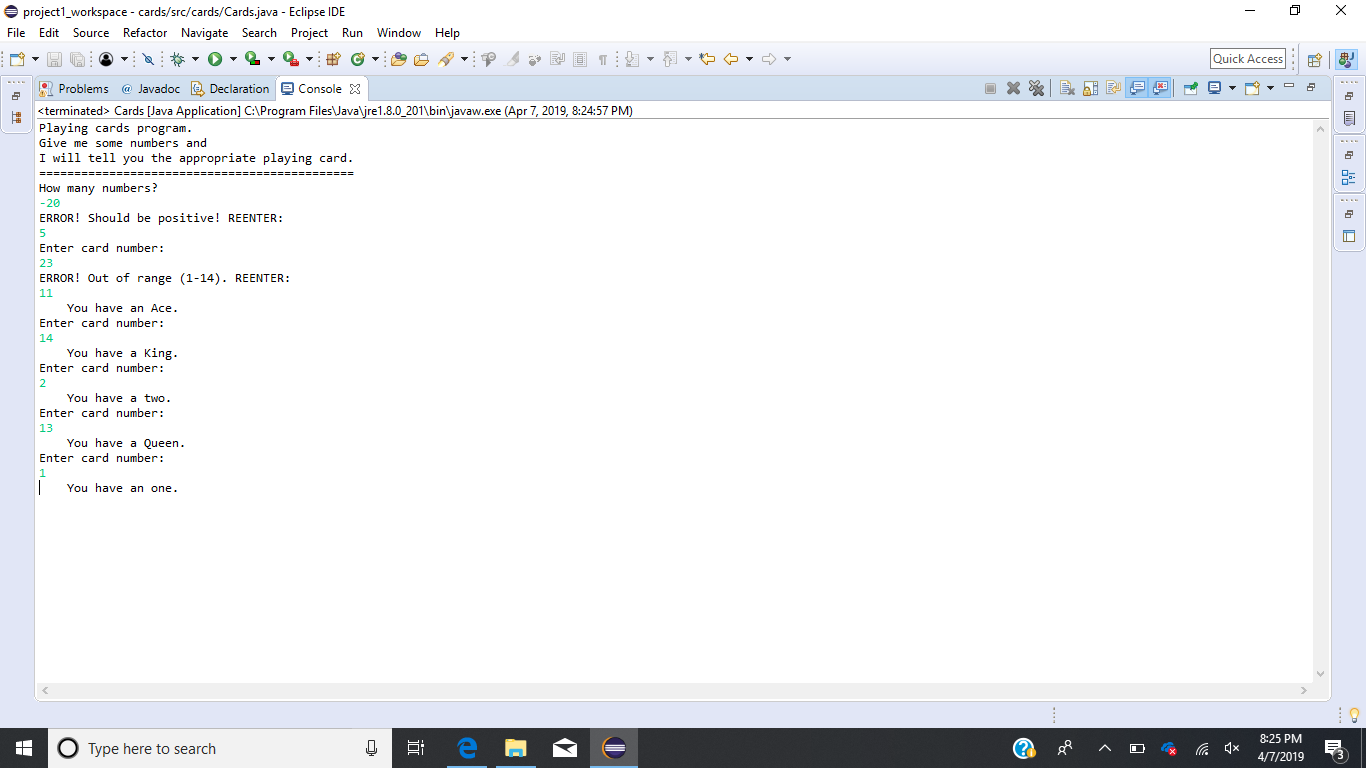 project1_workspace - cards/src/cards/Cards.java - Eclipse IDE
File Edit Source Refactor Navigate Search Project Run Window Help
Quick Access
Problems @ Javadoc Declaration Console
<terminated> Cards [Java Application] C:\Program Files\Java\jre1.8.0_201\bin\javaw.exe (Apr 7, 2019, 8:24:57 PM)
Playing cards program.
Give me some numbers and
I will tell you the appropriate playing card.
=============================================
How many numbers?
-20
ERROR! Should be positive! REENTER:
5
Enter card number:
23
ERROR! Out of range (1-14). REENTER:
11
    You have an Ace.
Enter card number:
14
    You have a King.
Enter card number:
2
    You have a two.
Enter card number:
13
    You have a Queen.
Enter card number:
1
    You have an one.
Type here to search
8:25 PM
4/7/2019
3